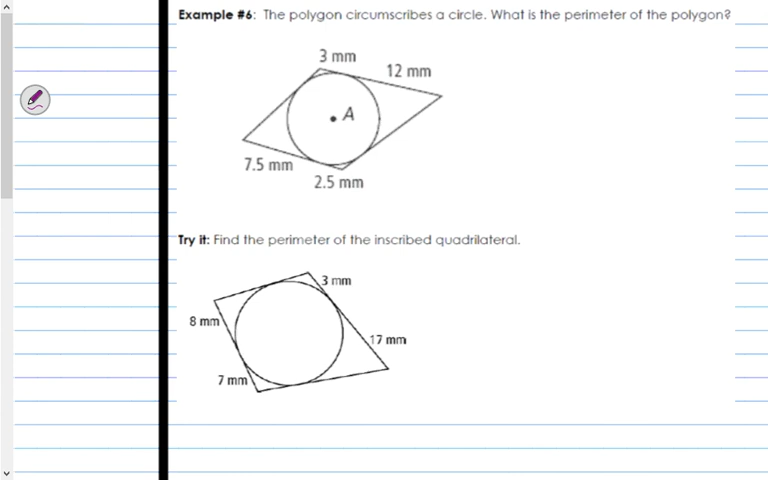 Example #6: The polygon circumscribes a circle. What is the perimeter of the polygon?
3 mm
12 mm
A
7.5 mm
2.5 mm
Try it: Find the perimeter of the inscribed quadrilateral.
3 mm
8 mm
17 mm
7 mm